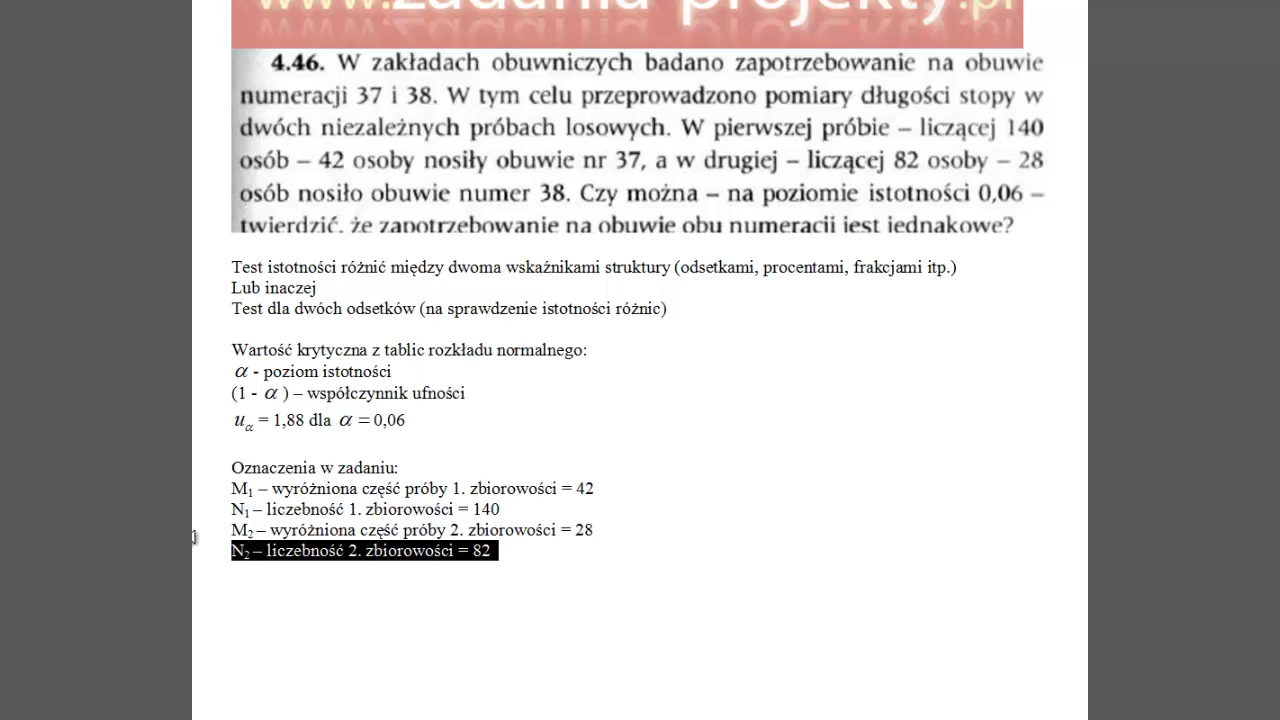 www.zadania-projekty.pl
4.46. W zakładach obuwniczych badano zapotrzebowanie na obuwie
numeracji 37 i 38. W tym celu przeprowadzono pomiary długości stopy w
dwóch niezależnych próbach losowych. W pierwszej próbie – liczącej 140
osób – 42 osoby nosiły obuwie nr 37, a w drugiej – liczącej 82 osoby – 28
osób nosiło obuwie numer 38. Czy można – na poziomie istotności 0,06 –
twierdzić, że zapotrzebowanie na obuwie obu numeracji jest jednakowe?
Test istotności różnić między dwoma wskaźnikami struktury (odsetkami, procentami, frakcjami itp.)
Lub inaczej
Test dla dwóch odsetków (na sprawdzenie istotności różnic)
Wartość krytyczna z tablic rozkładu normalnego:
α - poziom istotności
(1 - α ) – współczynnik ufności
uα = 1,88 dla α = 0,06
Oznaczenia w zadaniu:
M1 – wyróżniona część próby 1. zbiorowości = 42
N1 – liczebność 1. zbiorowości = 140
M2 – wyróżniona część próby 2. zbiorowości = 28
N2 – liczebność 2. zbiorowości = 82